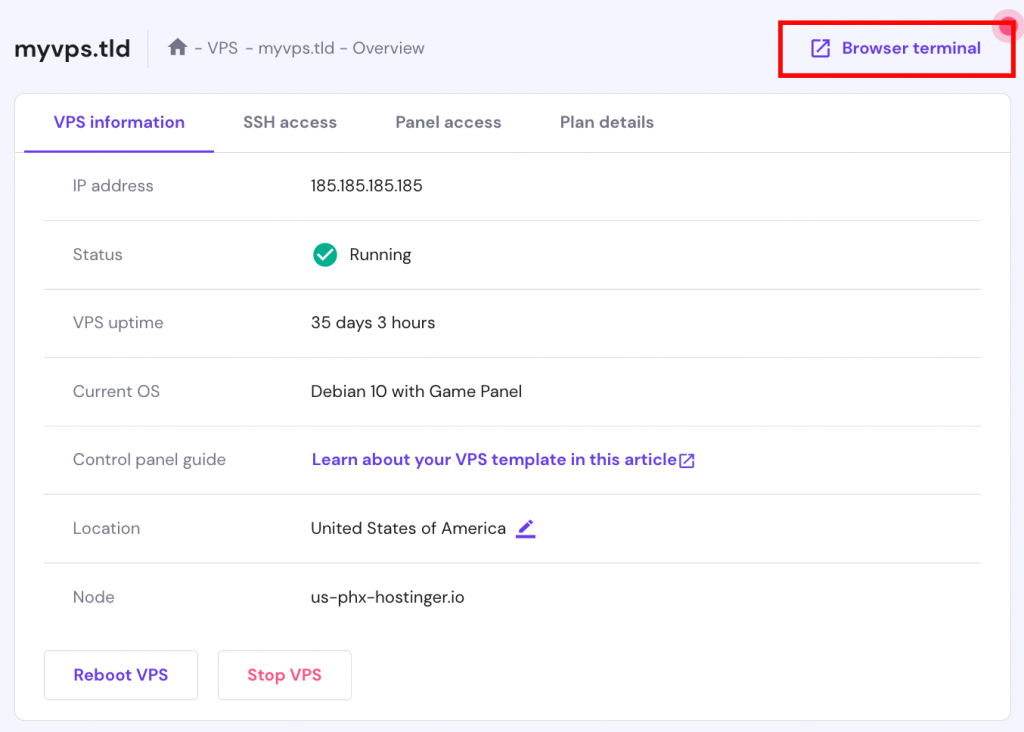 myvps.tld
- VPS - myvps.tld - Overview
Browser terminal
VPS information SSH access Panel access Plan details
IP address 185.185.185.185
Status Running
VPS uptime 35 days 3 hours
Current OS Debian 10 with Game Panel
Control panel guide Learn about your VPS template in this article
Location United States of America
Node us-phx-hostinger.io
Reboot VPS Stop VPS